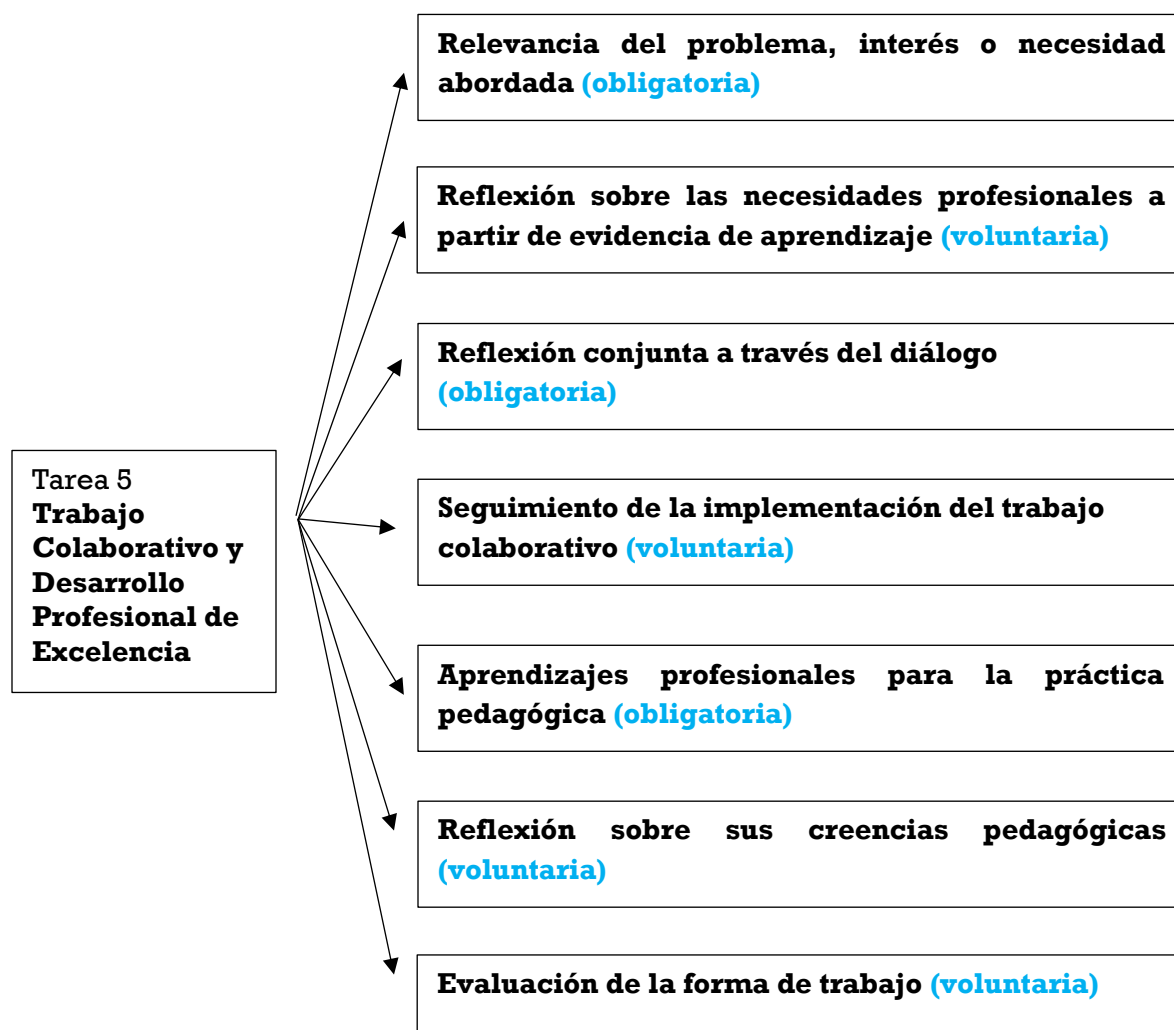 Relevancia del problema, interés o necesidad
abordada (obligatoria)
Reflexión sobre las necesidades profesionales a
partir de evidencia de aprendizaje (voluntaria)
Reflexión conjunta a través del diálogo
(obligatoria)
Tarea 5
Trabajo
Colaborativo y
Desarrollo
Profesional de
Excelencia
Seguimiento de la implementación del trabajo
colaborativo (voluntaria)
Aprendizajes profesionales para la práctica
pedagógica (obligatoria)
Reflexión sobre sus creencias pedagógicas
(voluntaria)
Evaluación de la forma de trabajo (voluntaria)